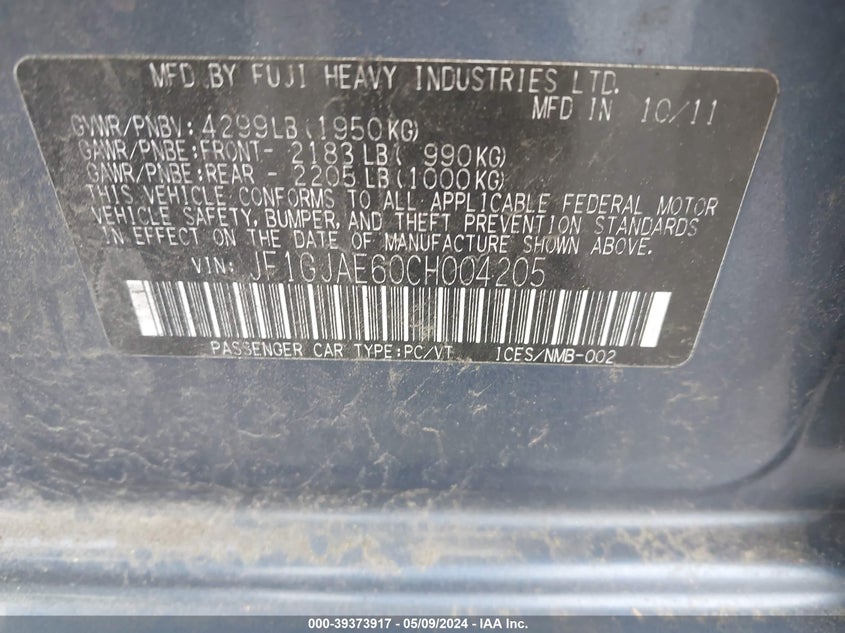 MFD BY FUJI HEAVY INDUSTRIES LTD.
MFD IN 10/11
GVWR/PNBV: 4299LB(1950KG)
GAWR/PNBE:FRONT- 2183LB( 990KG)
GAWR/PNBE:REAR - 2205LB(1000KG)
THIS VEHICLE CONFORMS TO ALL APPLICABLE FEDERAL MOTOR
VEHICLE SAFETY, BUMPER, AND THEFT PREVENTION STANDARDS
IN EFFECT ON THE DATE OF MANUFACTURE SHOWN ABOVE.
VIN: JF1GJAE60CH004205
PASSENGER CAR TYPE:PC/VT ICES/NMB-002
000-39373917 - 05/09/2024 - IAA Inc.